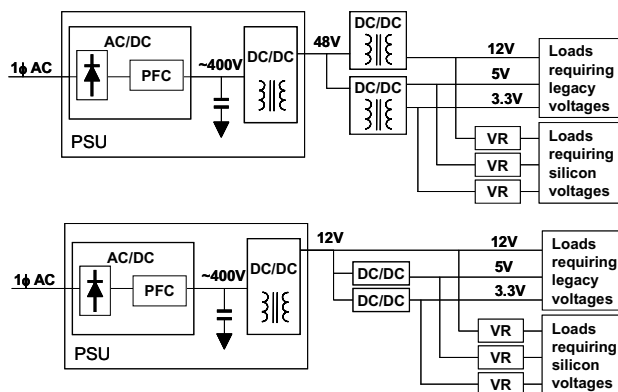 AC/DC
1ϕ AC
PFC
~400V
DC/DC
48V
DC/DC
DC/DC
12V
5V
3.3V
Loads
requiring
legacy
voltages
VR
VR
VR
Loads
requiring
silicon
voltages
PSU
AC/DC
1ϕ AC
PFC
~400V
DC/DC
12V
DC/DC
DC/DC
12V
5V
3.3V
Loads
requiring
legacy
voltages
VR
VR
VR
Loads
requiring
silicon
voltages
PSU